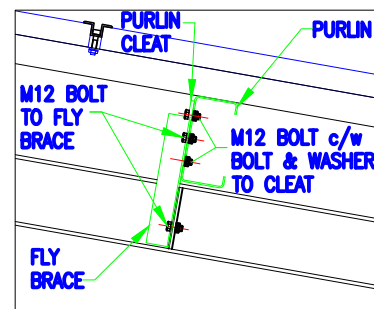 PURLIN
CLEAT
PURLIN
M12 BOLT
TO FLY
BRACE
M12 BOLT c/w
BOLT & WASHER
TO CLEAT
FLY
BRACE